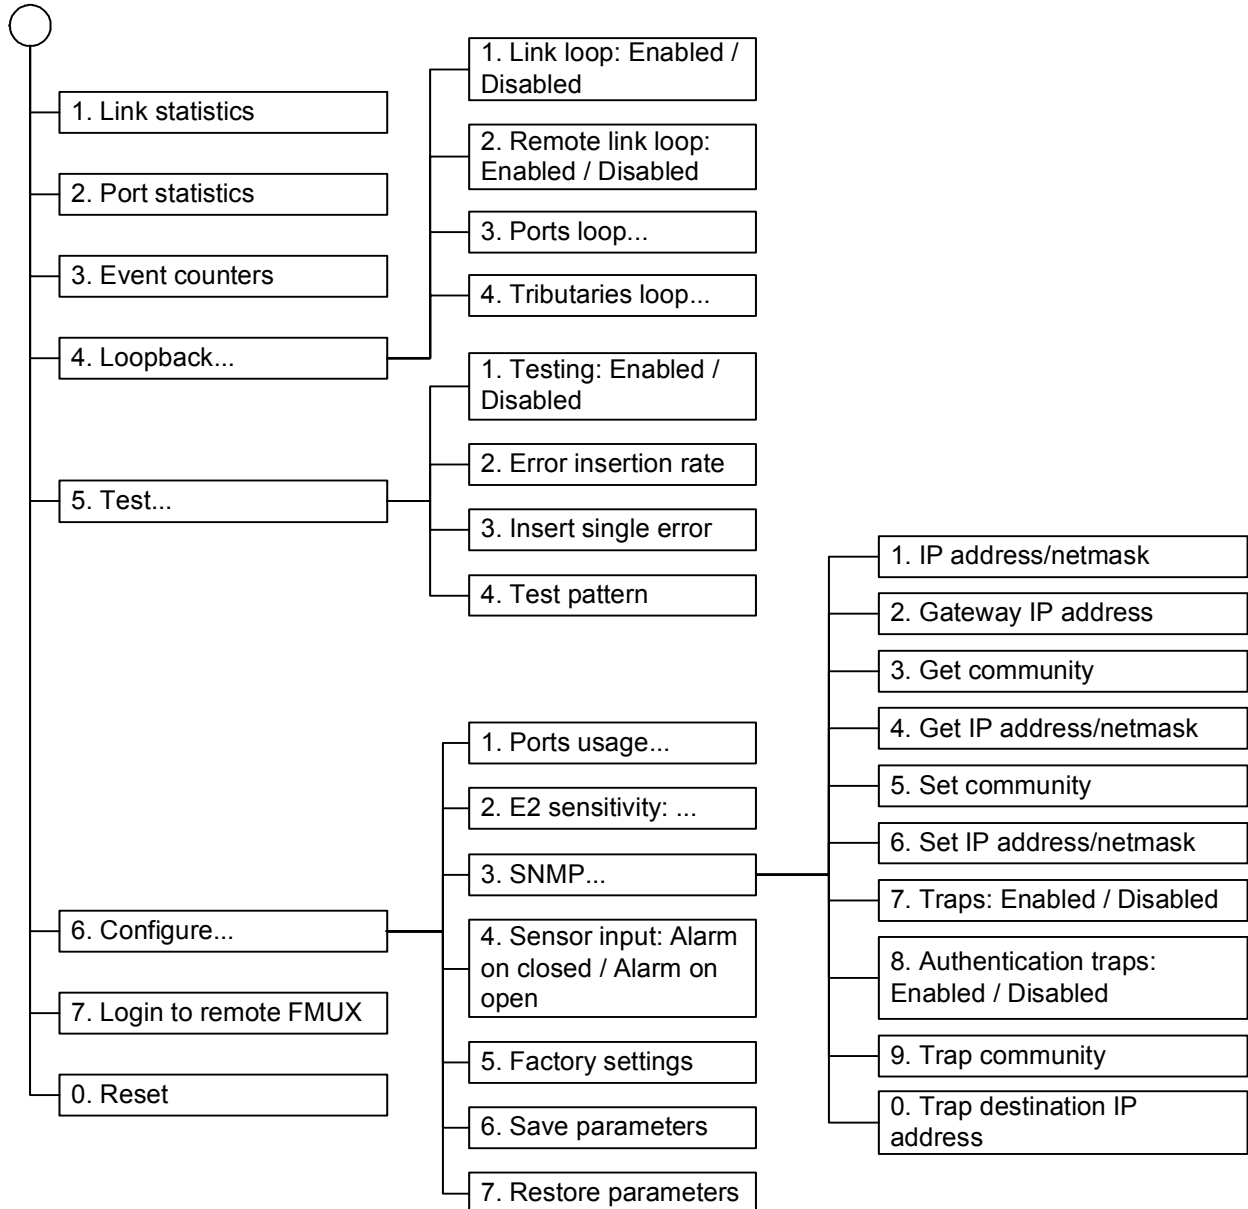 1. Link statistics
2. Port statistics
3. Event counters
4. Loopback...
5. Test...
6. Configure...
7. Login to remote FMUX
0. Reset
1. Link loop: Enabled /
Disabled
2. Remote link loop:
Enabled / Disabled
3. Ports loop...
4. Tributaries loop...
1. Testing: Enabled /
Disabled
2. Error insertion rate
3. Insert single error
4. Test pattern
1. Ports usage...
2. E2 sensitivity: ...
3. SNMP...
4. Sensor input: Alarm
on closed / Alarm on
open
5. Factory settings
6. Save parameters
7. Restore parameters
1. IP address/netmask
2. Gateway IP address
3. Get community
4. Get IP address/netmask
5. Set community
6. Set IP address/netmask
7. Traps: Enabled / Disabled
8. Authentication traps:
Enabled / Disabled
9. Trap community
0. Trap destination IP
address